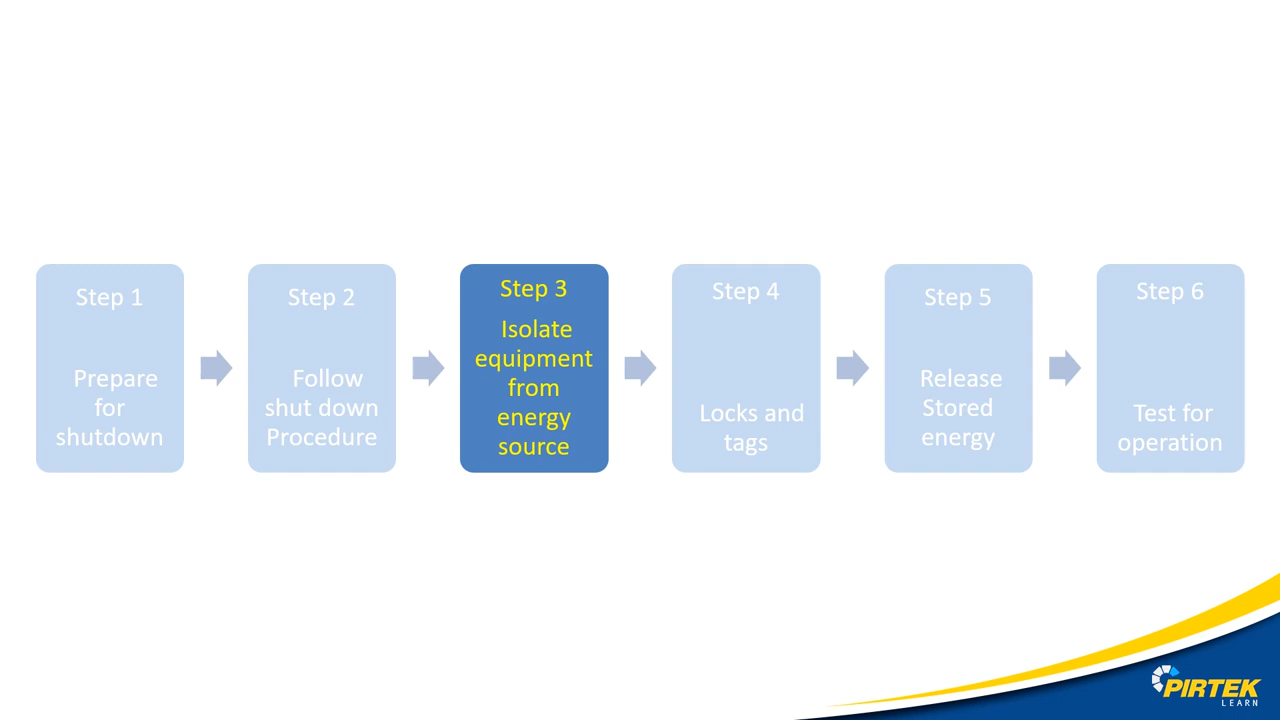 Step 1
Prepare
for
shutdown
Step 2
Follow
shut down
Procedure
Step 3
Isolate
equipment
from
energy
source
Step 4
Locks and
tags
Step 5
Release
Stored
energy
Step 6
Test for
operation
PIRTEK
LEARN